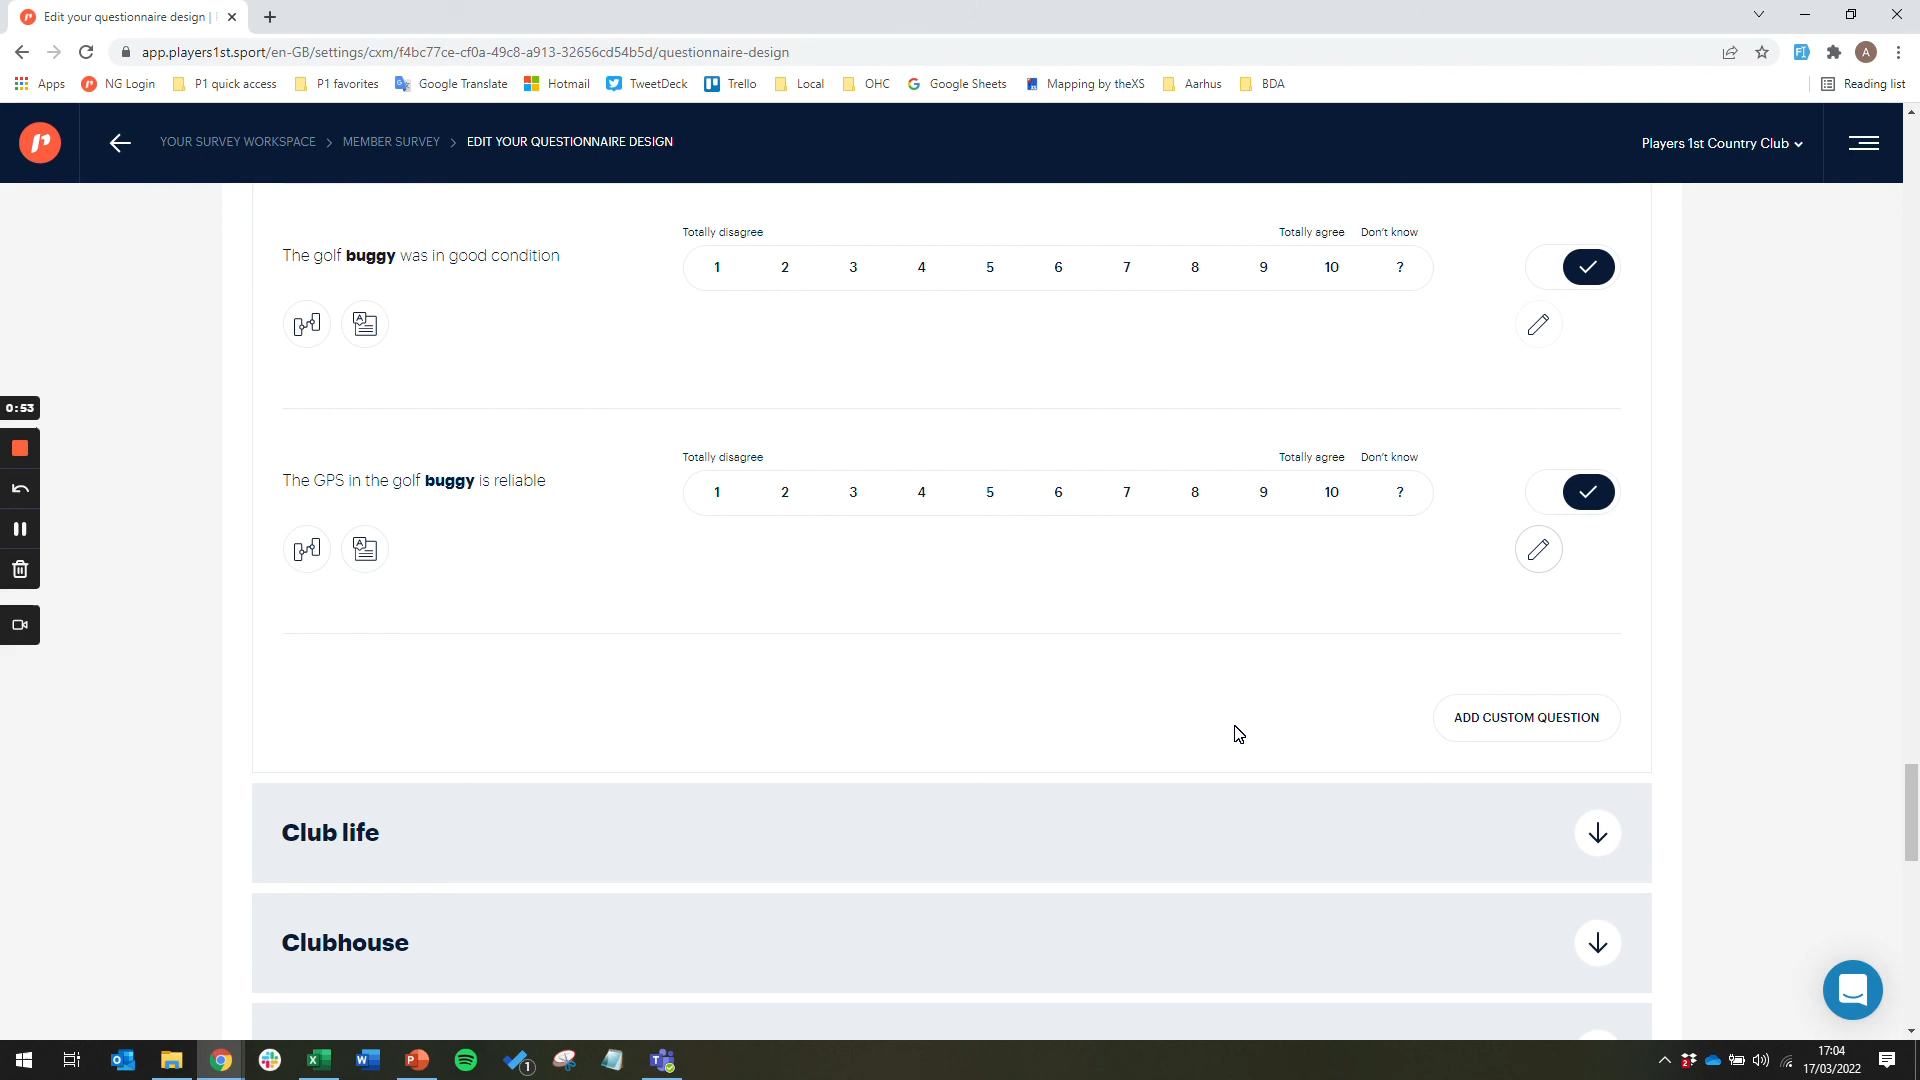 Edit your questionnaire design |
app.players1st.sport/en-GB/settings/cxm/f4bc77ce-cf0a-49c8-a913-32656cd54b5d/questionnaire-design
A
Apps NG Login P1 quick access P1 favorites Google Translate Hotmail TweetDeck Trello Local OHC Google Sheets Mapping by theXS Aarhus BDA Reading list
YOUR SURVEY WORKSPACE > MEMBER SURVEY > EDIT YOUR QUESTIONNAIRE DESIGN Players 1st Country Club
Totally disagree Totally agree Don't know
The golf buggy was in good condition 1 2 3 4 5 6 7 8 9 10 ?
0:53
Totally disagree Totally agree Don't know
The GPS in the golf buggy is reliable 1 2 3 4 5 6 7 8 9 10 ?
ADD CUSTOM QUESTION
Club life
Clubhouse
17:04
17/03/2022